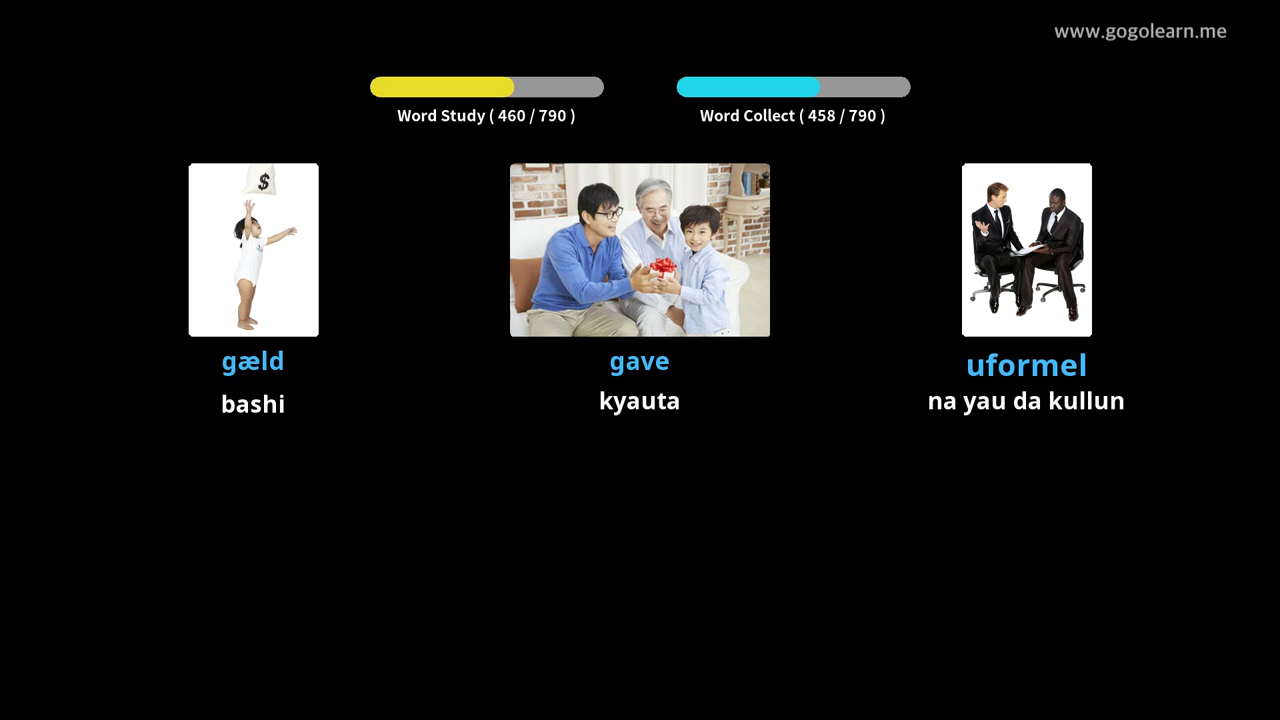 www.gogolearn.me
Word Study ( 460 / 790 )
Word Collect ( 458 / 790 )
$
gæld
gave
uformel
bashi
kyauta
na yau da kullun